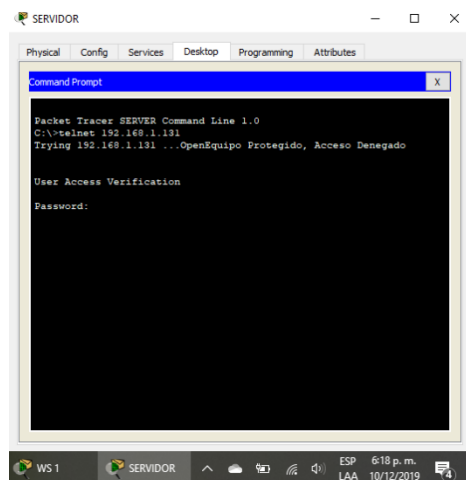 SERVIDOR
Physical Config Services Desktop Programming Attributes
Command Prompt X
Packet Tracer SERVER Command Line 1.0
C:\>telnet 192.168.1.131
Trying 192.168.1.131 ...OpenEquipo Protegido, Acceso Denegado
User Access Verification
Password:
WS 1 SERVIDOR ESP 6:18 p. m.
LAA 10/12/2019 4